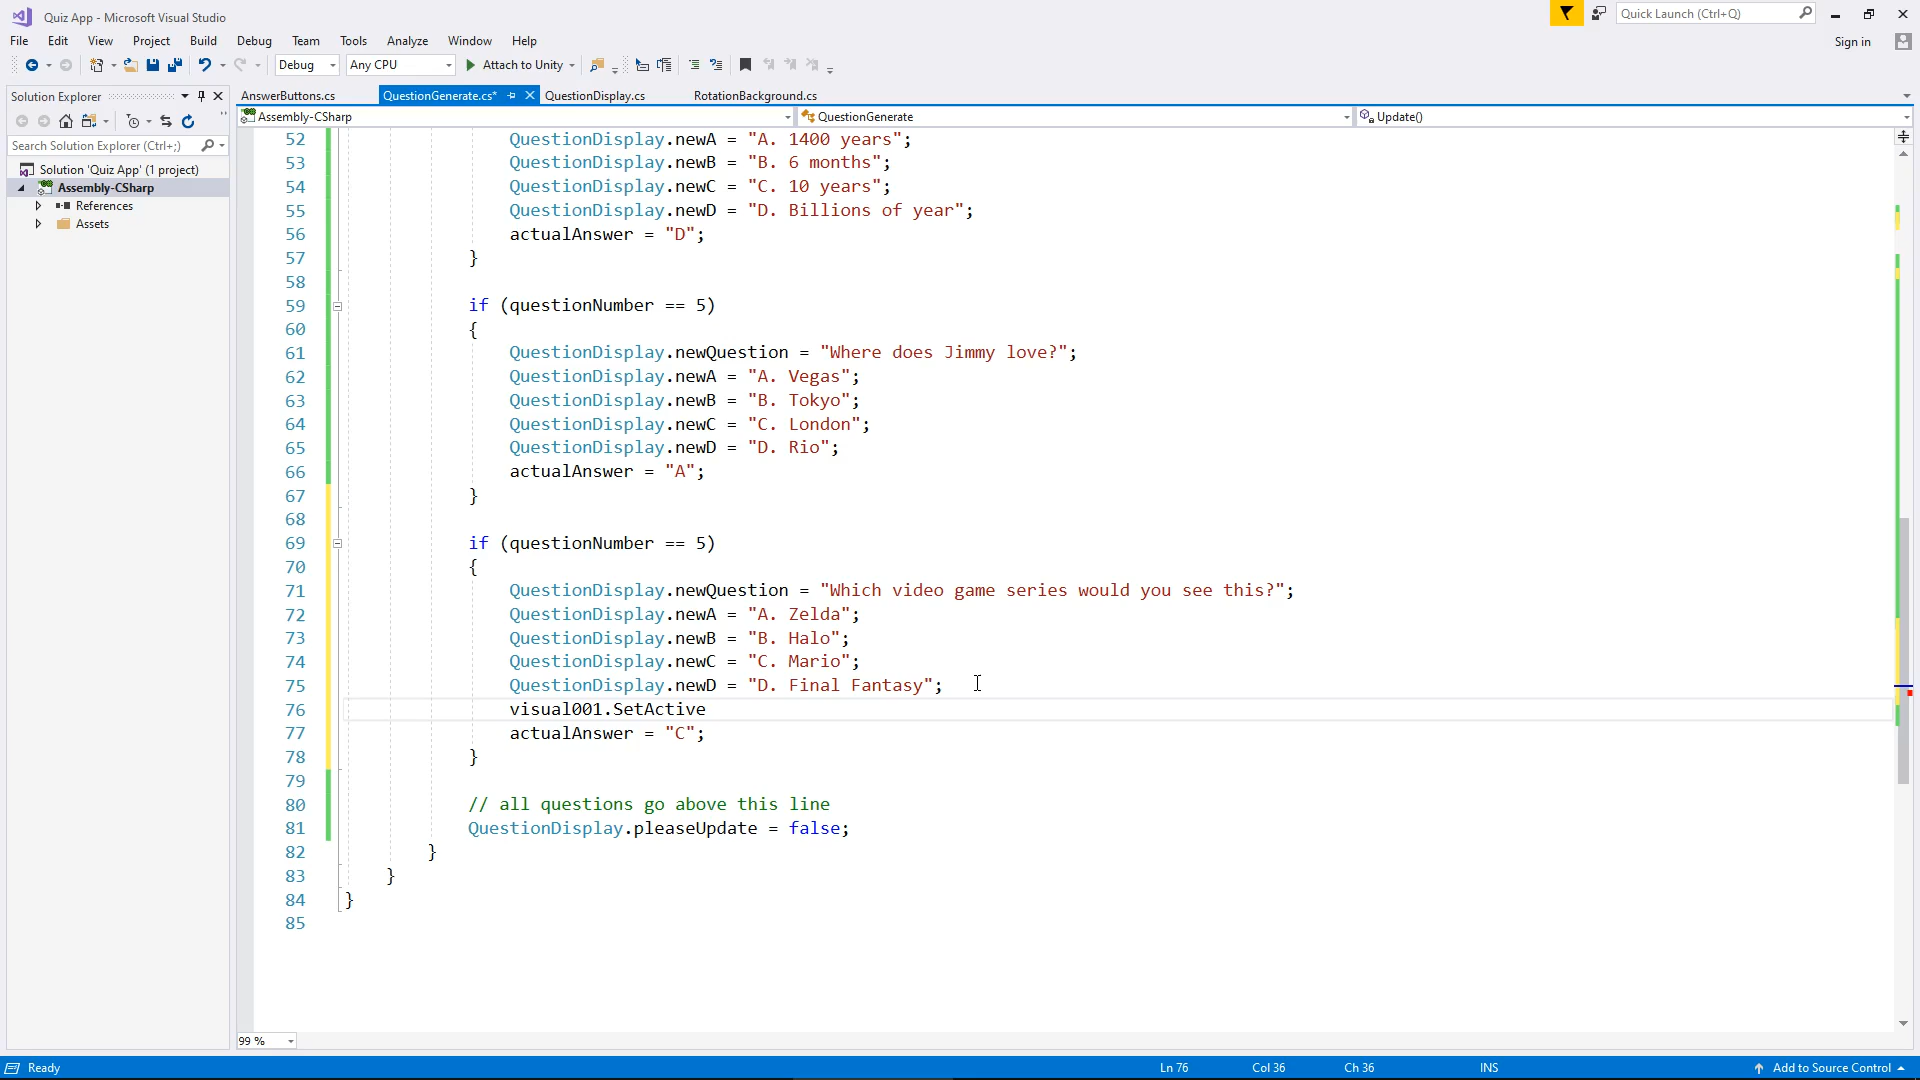 Quiz App - Microsoft Visual Studio
Quick Launch (Ctrl+Q)
File Edit View Project Build Debug Team Tools Analyze Window Help
Sign in
Debug Any CPU Attach to Unity
Solution Explorer
AnswerButtons.cs QuestionGenerate.cs* QuestionDisplay.cs RotationBackground.cs
Assembly-CSharp QuestionGenerate Update()
Search Solution Explorer (Ctrl+;)
Solution 'Quiz App' (1 project)
Assembly-CSharp
References
Assets
52 QuestionDisplay.newA = "A. 1400 years";
53 QuestionDisplay.newB = "B. 6 months";
54 QuestionDisplay.newC = "C. 10 years";
55 QuestionDisplay.newD = "D. Billions of year";
56 actualAnswer = "D";
57 }
58
59 if (questionNumber == 5)
60 {
61 QuestionDisplay.newQuestion = "Where does Jimmy love?";
62 QuestionDisplay.newA = "A. Vegas";
63 QuestionDisplay.newB = "B. Tokyo";
64 QuestionDisplay.newC = "C. London";
65 QuestionDisplay.newD = "D. Rio";
66 actualAnswer = "A";
67 }
68
69 if (questionNumber == 5)
70 {
71 QuestionDisplay.newQuestion = "Which video game series would you see this?";
72 QuestionDisplay.newA = "A. Zelda";
73 QuestionDisplay.newB = "B. Halo";
74 QuestionDisplay.newC = "C. Mario";
75 QuestionDisplay.newD = "D. Final Fantasy";
76 visual001.SetActive
77 actualAnswer = "C";
78 }
79
80 // all questions go above this line
81 QuestionDisplay.pleaseUpdate = false;
82 }
83 }
84 }
85
99 %
Ready Ln 76 Col 36 Ch 36 INS Add to Source Control